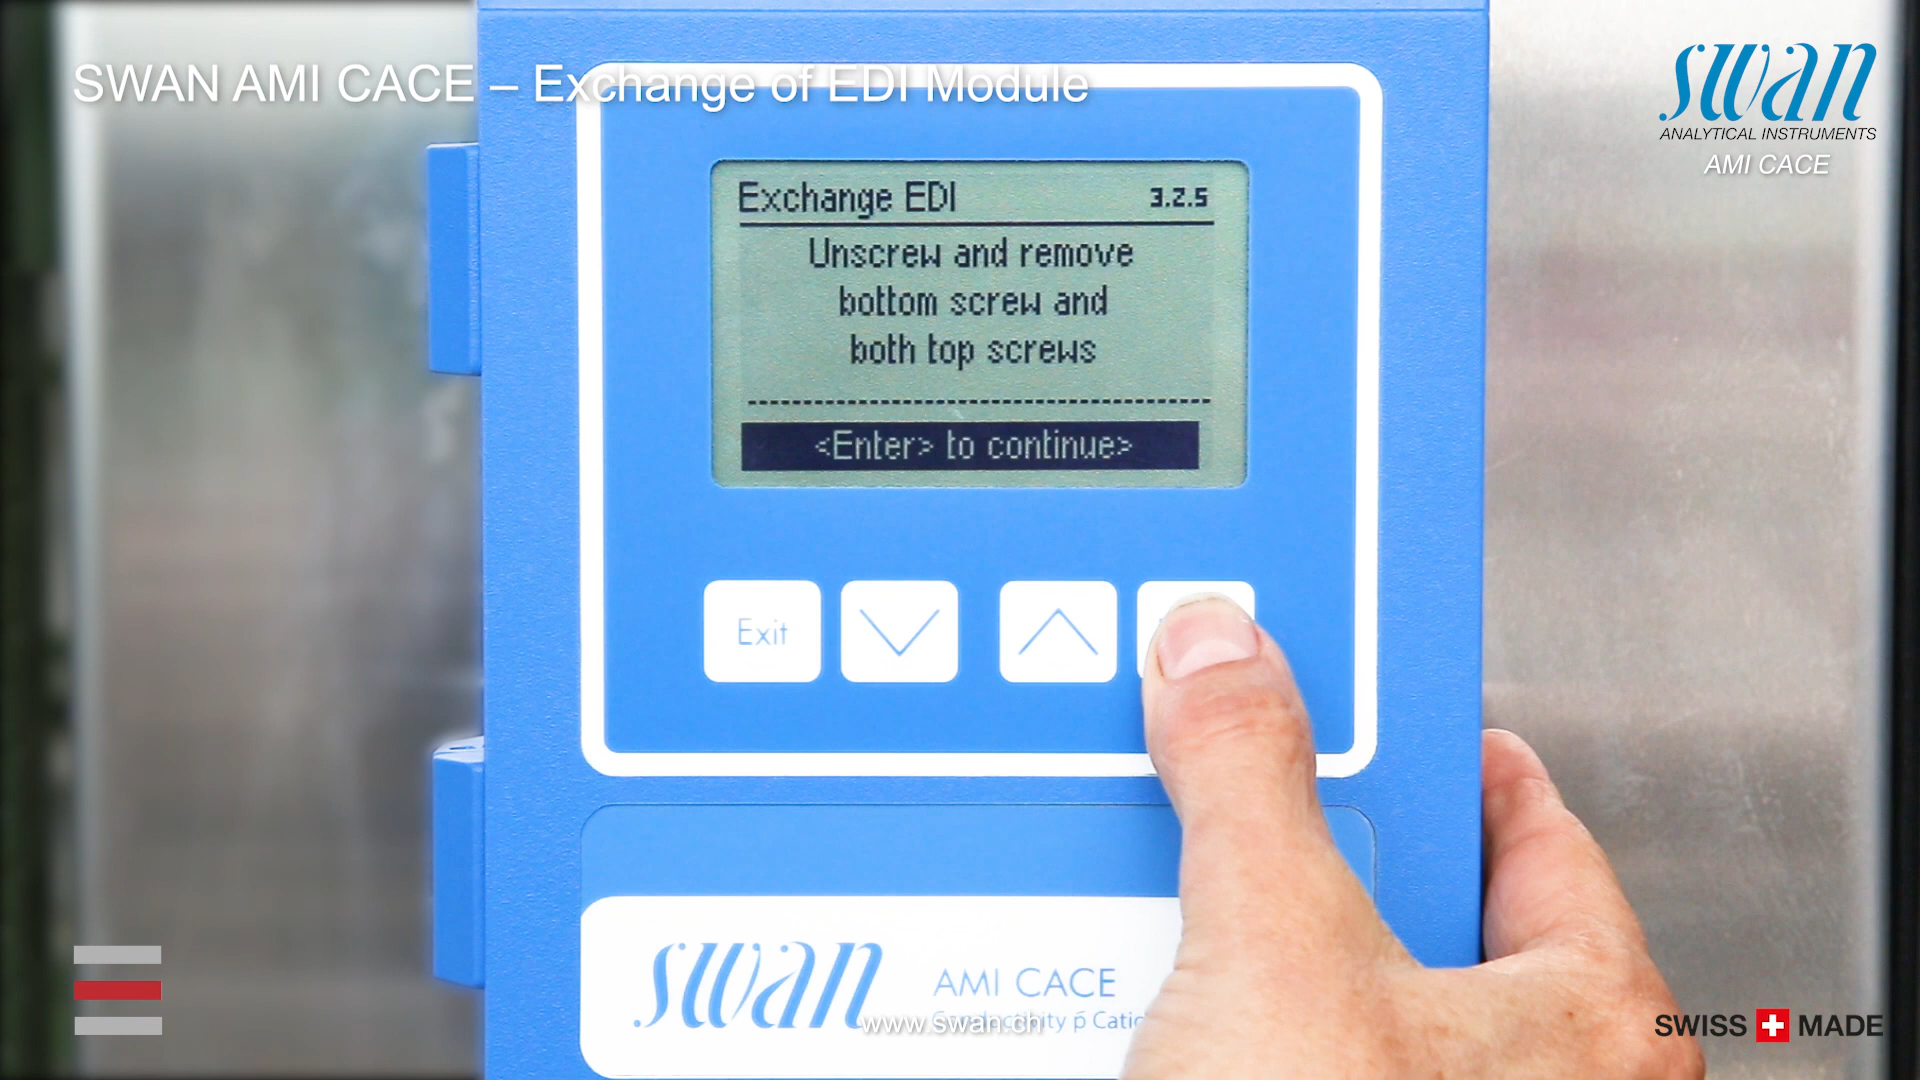 SWAN AMI CACE – Exchange of EDI Module
swan
ANALYTICAL INSTRUMENTS
AMI CACE
Exchange EDI 3.2.5
Unscrew and remove
bottom screw and
both top screws
<Enter> to continue>
Exit
swan AMI CACE
www.swan.ch
SWISS MADE